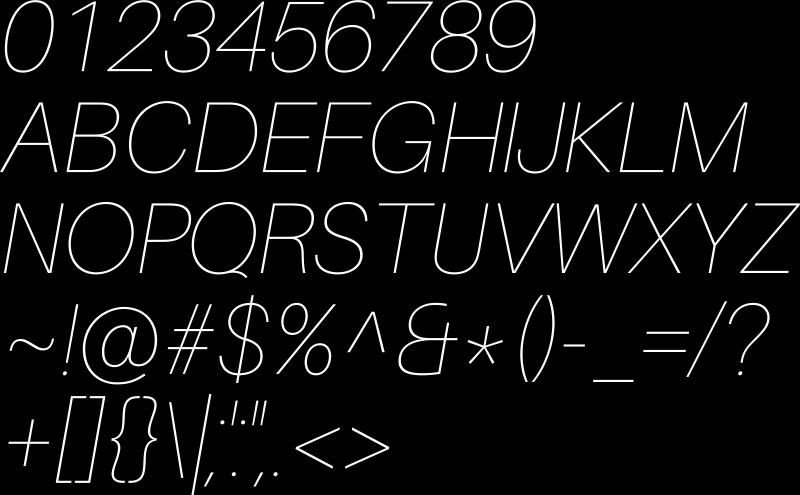 0123456789
ABCDEFGHIJKLM
NOPQRSTUVWXYZ
~!@#$%^&*()-_=/?
+[]{}\|;:'",.<>